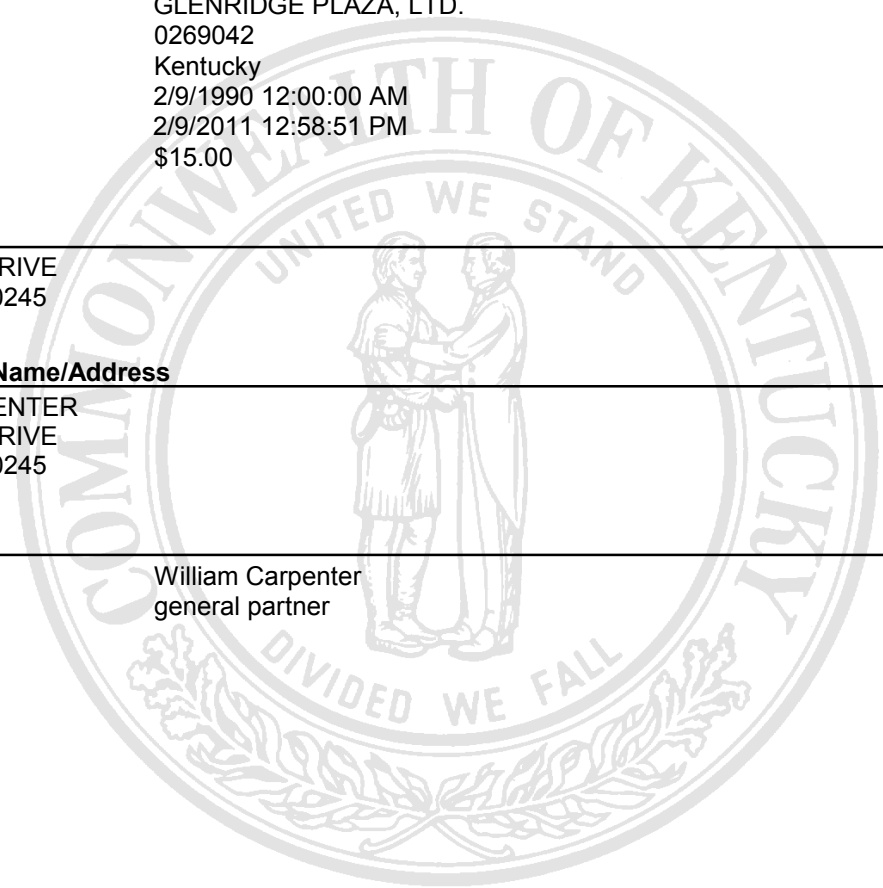 GLENRIDGE PLAZA, LTD.
0269042
Kentucky
2/9/1990 12:00:00 AM
2/9/2011 12:58:51 PM
$15.00
COMMONWEALTH OF KENTUCKY
UNITED WE STAND
RIVE
0245
Name/Address
ENTER
RIVE
0245
William Carpenter
general partner
DIVIDED WE FALL